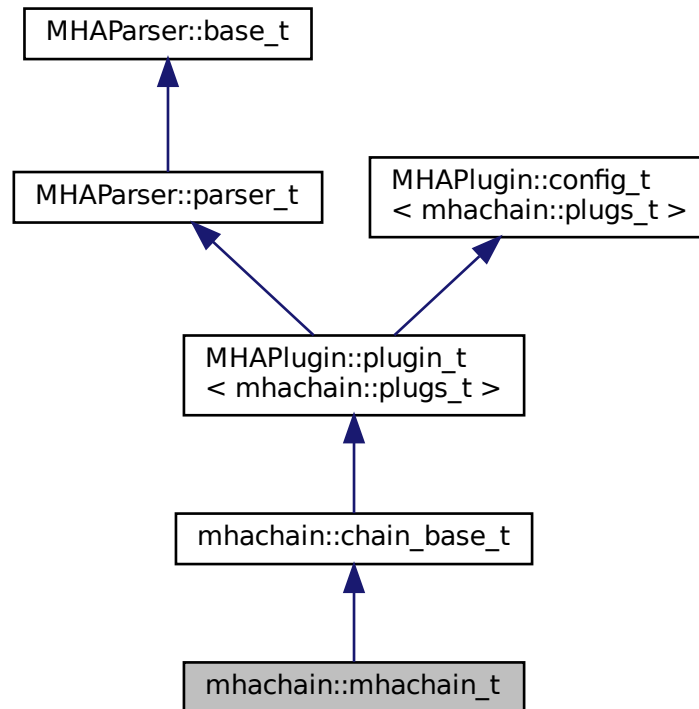 MHAParser::base_t
MHAParser::parser_t
MHAPlugin::config_t
< mhachain::plugs_t >
MHAPlugin::plugin_t
< mhachain::plugs_t >
mhachain::chain_base_t
mhachain::mhachain_t